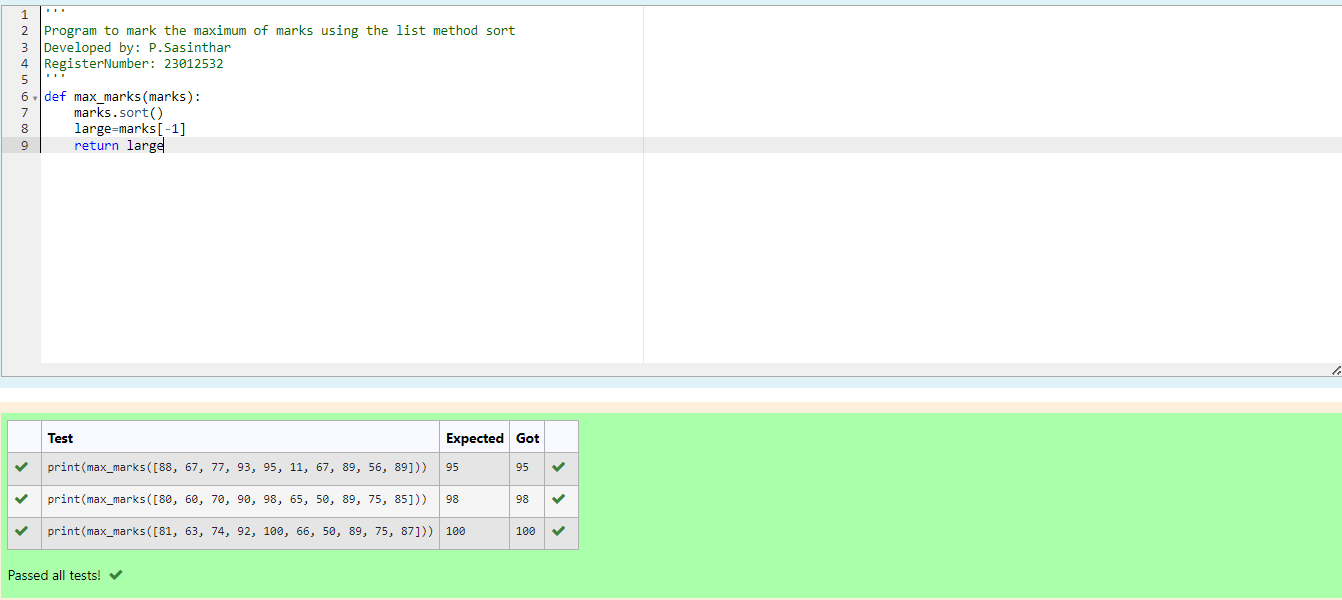 1 '''
2 Program to mark the maximum of marks using the list method sort
3 Developed by: P.Sasinthar
4 RegisterNumber: 23012532
5 '''
6 def max_marks(marks):
7     marks.sort()
8     large=marks[-1]
9     return large
Test Expected Got
print(max_marks([88, 67, 77, 93, 95, 11, 67, 89, 56, 89])) 95 95
print(max_marks([80, 60, 70, 90, 98, 65, 50, 89, 75, 85])) 98 98
print(max_marks([81, 63, 74, 92, 100, 66, 50, 89, 75, 87])) 100 100
Passed all tests!